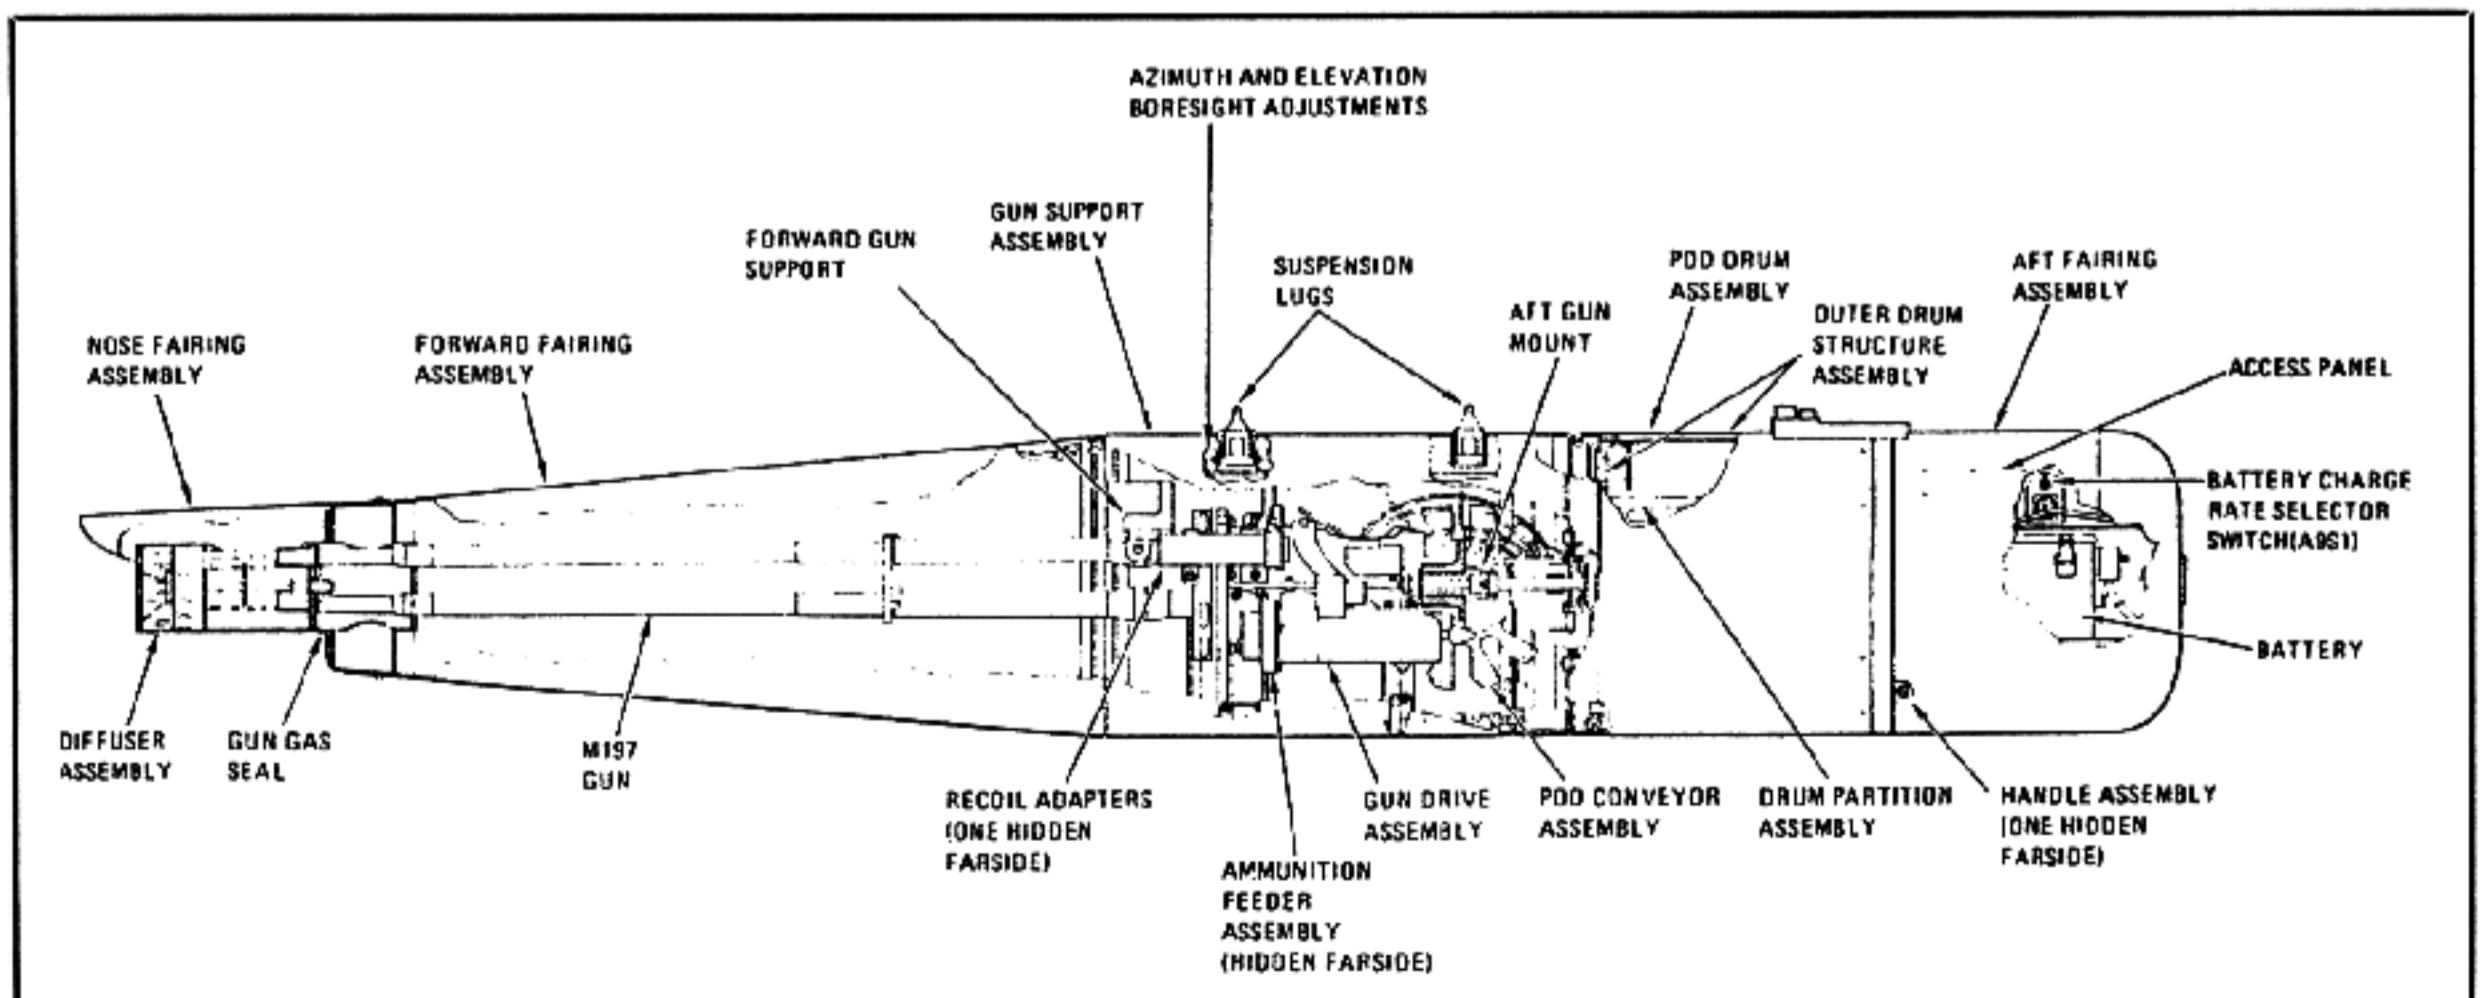 AZIMUTH AND ELEVATION
BORESIGHT ADJUSTMENTS
GUN SUPPORT
ASSEMBLY
FORWARD GUN
SUPPORT
SUSPENSION
LUGS
POD DRUM
ASSEMBLY
AFT FAIRING
ASSEMBLY
AFT GUN
MOUNT
OUTER DRUM
STRUCTURE
ASSEMBLY
NOSE FAIRING
ASSEMBLY
FORWARD FAIRING
ASSEMBLY
ACCESS PANEL
BATTERY CHARGE
RATE SELECTOR
SWITCH(A9S1)
BATTERY
DIFFUSER
ASSEMBLY
GUN GAS
SEAL
M197
GUN
RECOIL ADAPTERS
(ONE HIDDEN
FARSIDE)
AMMUNITION
FEEDER
ASSEMBLY
(HIDDEN FARSIDE)
GUN DRIVE
ASSEMBLY
POD CONVEYOR
ASSEMBLY
DRUM PARTITION
ASSEMBLY
HANDLE ASSEMBLY
(ONE HIDDEN
FARSIDE)